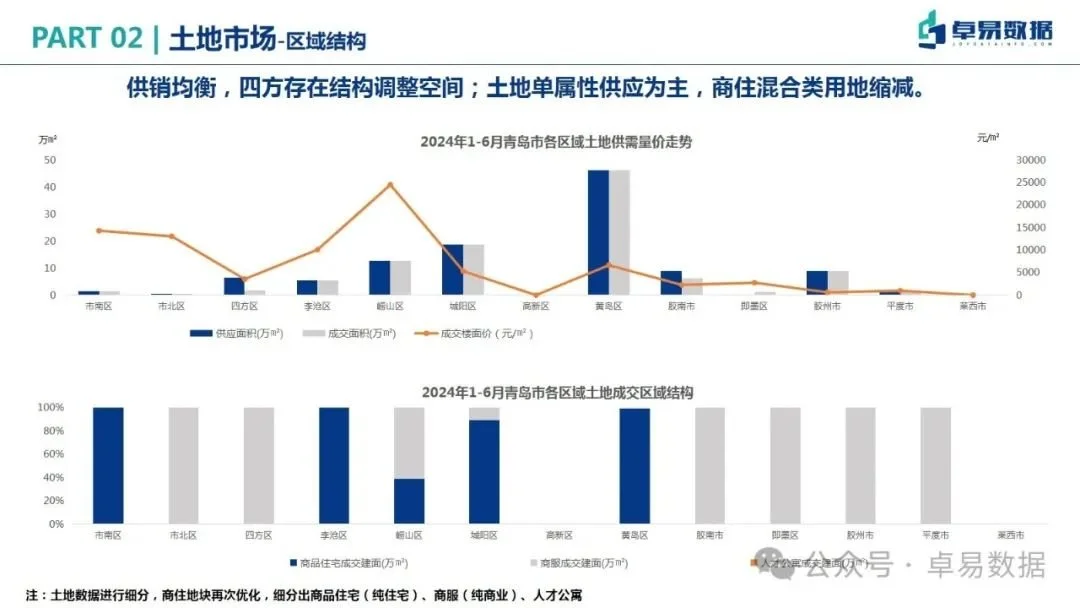 PART 02 | 土地市场-区域结构
卓易数据
JOYDATAINFO.COM
供销均衡，四方存在结构调整空间；土地单属性供应为主，商住混合类用地缩减。
2024年1-6月青岛市各区域土地供需量价走势
万㎡
元/㎡
50
40
30
20
10
0
30000
25000
20000
15000
10000
5000
0
市南区 市北区 四方区 李沧区 崂山区 城阳区 高新区 黄岛区 胶南市 即墨区 胶州市 平度市 莱西市
供应面积(万㎡) 成交面积(万㎡) 成交楼面价（元/㎡）
2024年1-6月青岛市各区域土地成交区域结构
100%
80%
60%
40%
20%
0%
市南区 市北区 四方区 李沧区 崂山区 城阳区 高新区 黄岛区 胶南市 即墨区 胶州市 平度市 莱西市
商品住宅成交建面(万㎡) 商服成交建面(万㎡) 人才公寓成交建面(万㎡)
公众号 · 卓易数据
注：土地数据进行细分，商住地块再次优化，细分出商品住宅（纯住宅）、商服（纯商业）、人才公寓